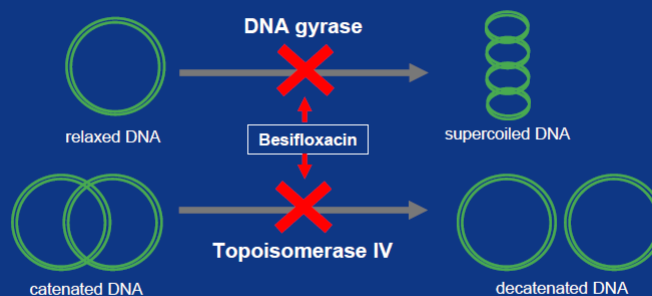 DNA gyrase
relaxed DNA
Besifloxacin
supercoiled DNA
Topoisomerase IV
catenated DNA
decatenated DNA